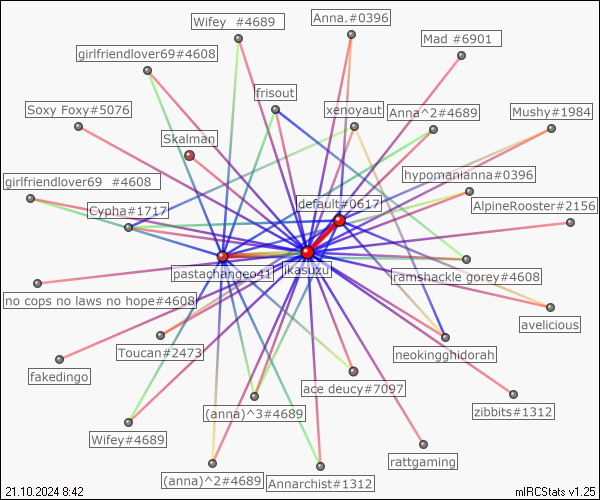 Wifey  #4689
Anna.#0396
Mad #6901
girlfriendlover69#4608
frisout
xenoyaut
Soxy Foxy#5076
Anna^2#4689
Mushy#1984
Skalman
girlfriendlover69  #4608
hypomanianna#0396
default#0617
Cypha#1717
AlpineRooster#2156
pastachangeo41
jkasuzu
ramshackle gorey#4608
no cops no laws no hope#4608
avelicious
Toucan#2473
neokingghidorah
fakedingo
ace deucy#7097
(anna)^3#4689
zibbits#1312
Wifey#4689
rattgaming
(anna)^2#4689
Annarchist#1312
21.10.2024 8:42
mIRCStats v1.25